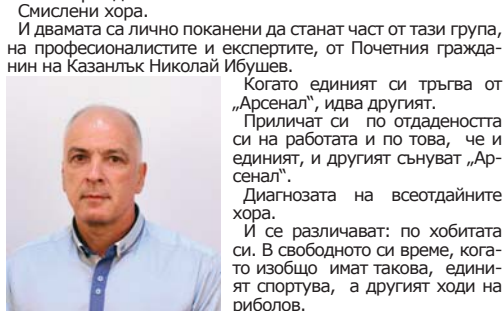 Смислени хора.
И двамата са лично поканени да станат част от тази група,
на професионалистите и експертите, от Почетния гражда-
нин на Казанлък Николай Ибушев.
Когато единият си тръгва от
„Арсенал", идва другият.
Приличат си по отдадеността
си на работата и по това, че и
единият, и другият сънуват „Ар-
сенал".
Диагнозата на всеотдайните
хора.
И се различават: по хобитата
си. В свободното си време, кога-
то изобщо имат такова, едини-
ят спортува, а другият ходи на
риболов.